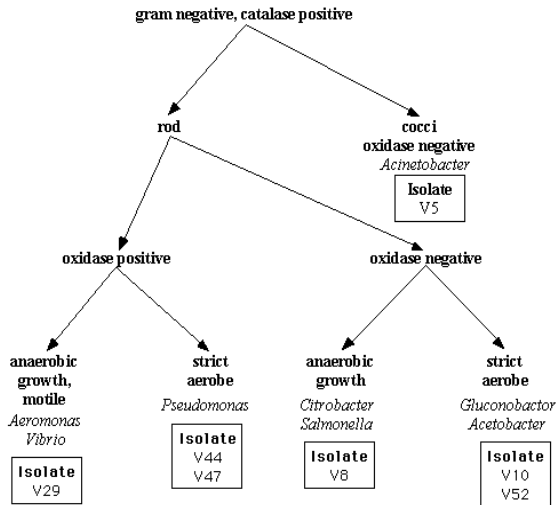 gram negative, catalase positive
rod
cocci
oxidase negative
Acinetobacter
Isolate
V5
oxidase positive
oxidase negative
anaerobic
growth,
motile
Aeromonas
Vibrio
Isolate
V29
strict
aerobe
Pseudomonas
Isolate
V44
V47
anaerobic
growth
Citrobacter
Salmonella
Isolate
V8
strict
aerobe
Gluconobactor
Acetobacter
Isolate
V10
V52